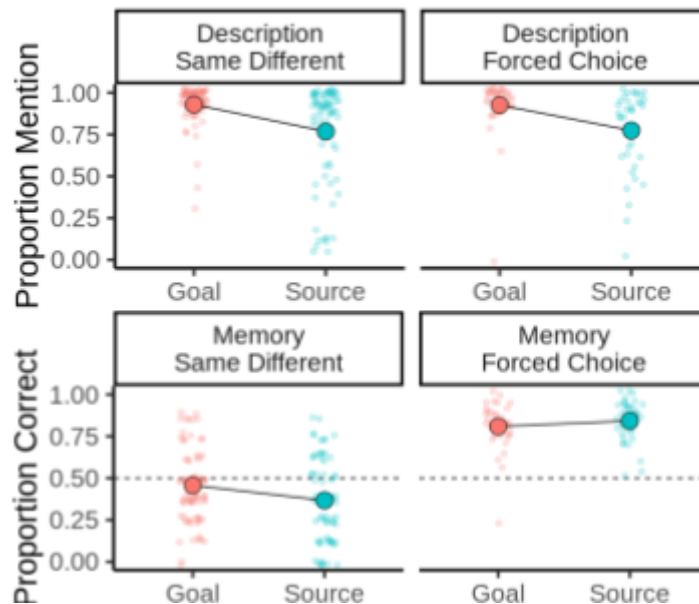 Description
Same Different
Description
Forced Choice
Proportion Mention
1.00
0.75
0.50
0.25
0.00
Goal
Source
Goal
Source
Memory
Same Different
Memory
Forced Choice
Proportion Correct
1.00
0.75
0.50
0.25
0.00
Goal
Source
Goal
Source